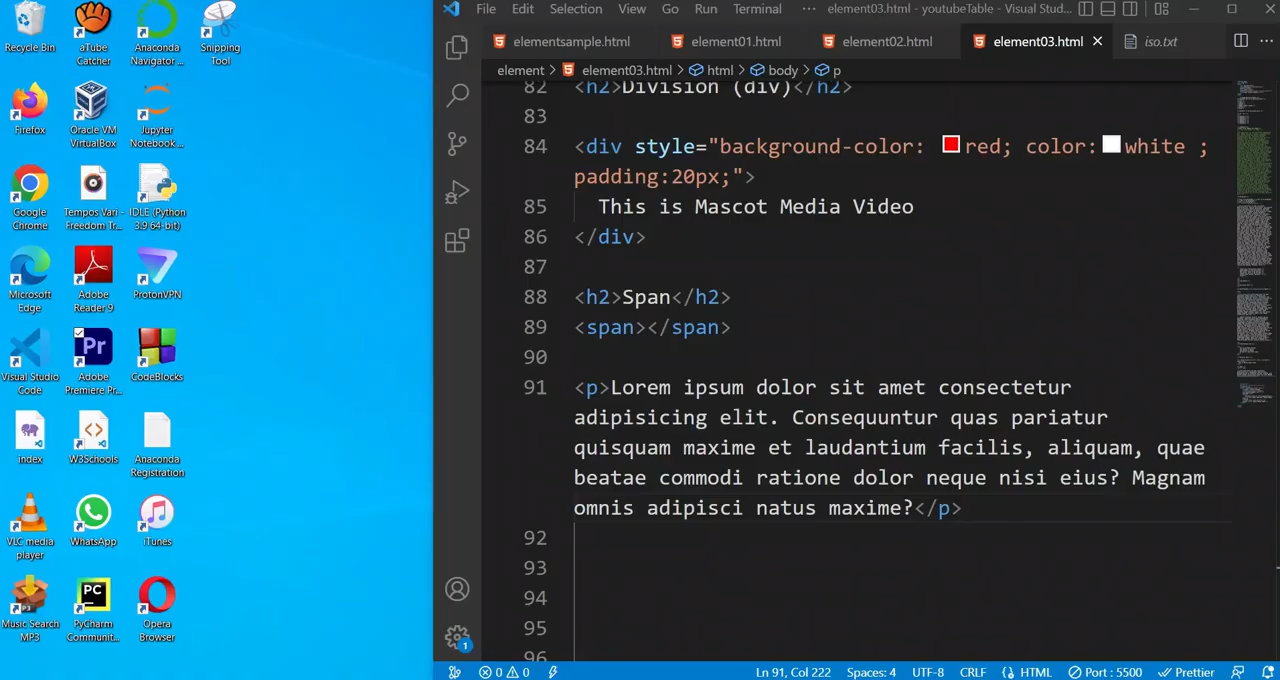 Recycle Bin
aTube Catcher
Anaconda Navigator ...
Snipping Tool
Firefox
Oracle VM VirtualBox
Jupyter Notebook ...
Google Chrome
Tempos Vari - Freedom Tr...
IDLE (Python 3.9 64-bit)
Microsoft Edge
Adobe Reader 9
ProtonVPN
Visual Studio Code
Pr
Adobe Premiere Pr...
CodeBlocks
index
W3Schools
Anaconda Registration
VLC media player
WhatsApp
iTunes
Music Search MP3
PC
PyCharm Communit...
Opera Browser
File Edit Selection View Go Run Terminal ··· element03.html - youtubeTable - Visual Stud...
elementsample.html element01.html element02.html element03.html iso.txt
element > element03.html > html > body > p
82 <h2>Division (div)</h2>
83
84 <div style="background-color: red; color: white ;
padding:20px;">
85 This is Mascot Media Video
86 </div>
87
88 <h2>Span</h2>
89 <span></span>
90
91 <p>Lorem ipsum dolor sit amet consectetur
adipisicing elit. Consequuntur quas pariatur
quisquam maxime et laudantium facilis, aliquam, quae
beatae commodi ratione dolor neque nisi eius? Magnam
omnis adipisci natus maxime?</p>
92
93
94
95
96
1
0 0 Ln 91, Col 222 Spaces: 4 UTF-8 CRLF HTML Port : 5500 Prettier